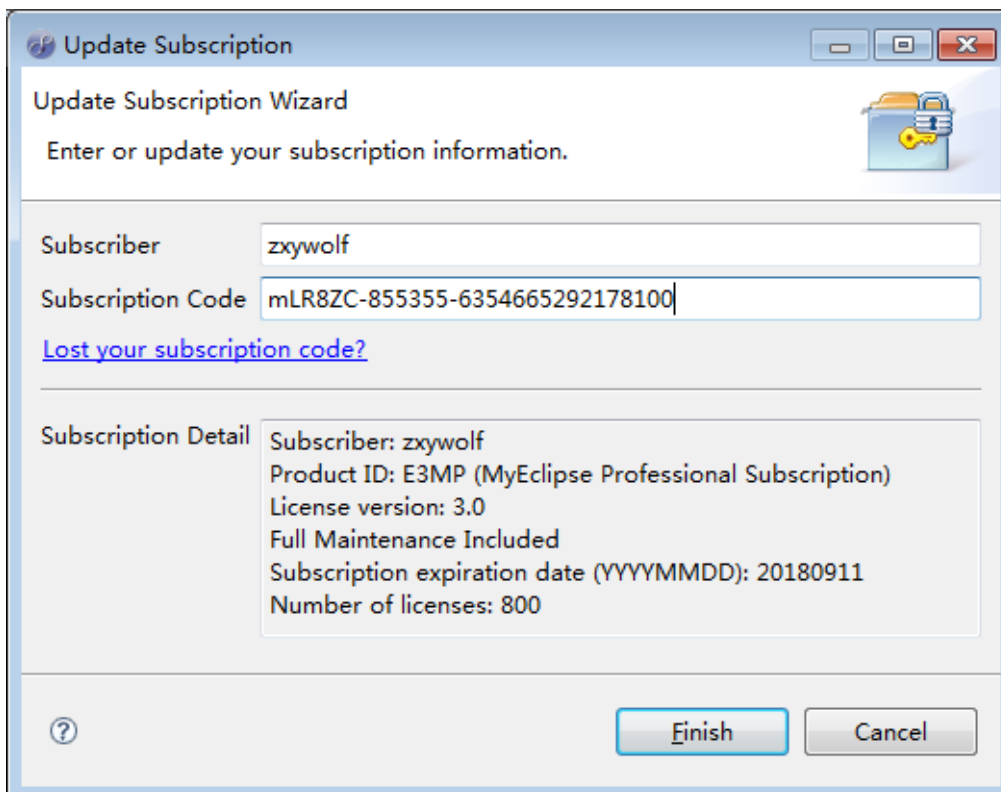 Update Subscription
Update Subscription Wizard
Enter or update your subscription information.
Subscriber zxywolf
Subscription Code mLR8ZC-855355-6354665292178100
Lost your subscription code?
Subscription Detail
Subscriber: zxywolf
Product ID: E3MP (MyEclipse Professional Subscription)
License version: 3.0
Full Maintenance Included
Subscription expiration date (YYYYMMDD): 20180911
Number of licenses: 800
? Finish Cancel